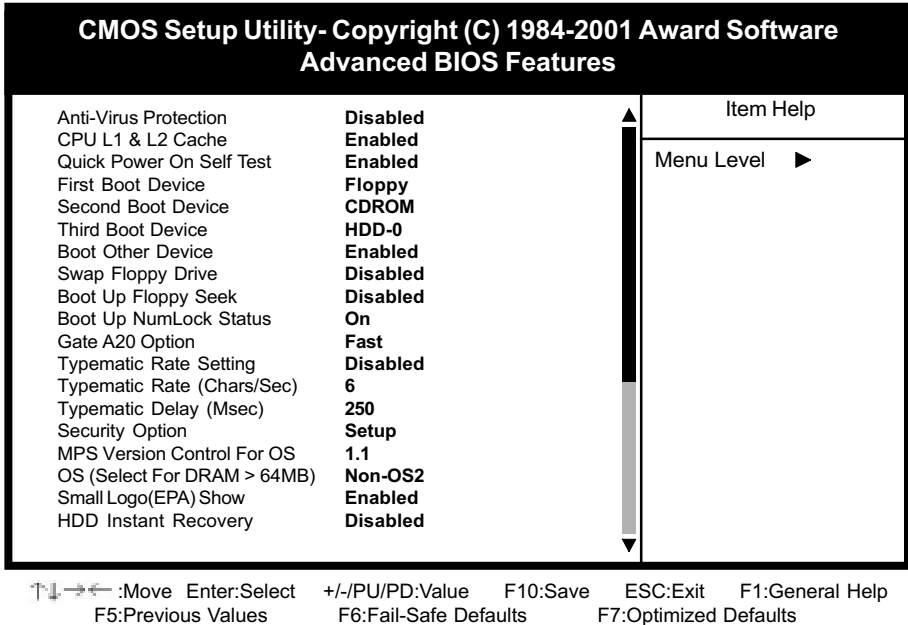 CMOS Setup Utility- Copyright (C) 1984-2001 Award Software
Advanced BIOS Features
Anti-Virus Protection Disabled
CPU L1 & L2 Cache Enabled
Quick Power On Self Test Enabled
First Boot Device Floppy
Second Boot Device CDROM
Third Boot Device HDD-0
Boot Other Device Enabled
Swap Floppy Drive Disabled
Boot Up Floppy Seek Disabled
Boot Up NumLock Status On
Gate A20 Option Fast
Typematic Rate Setting Disabled
Typematic Rate (Chars/Sec) 6
Typematic Delay (Msec) 250
Security Option Setup
MPS Version Control For OS 1.1
OS (Select For DRAM > 64MB) Non-OS2
Small Logo(EPA) Show Enabled
HDD Instant Recovery Disabled
Item Help
Menu Level ▶
↑↓→← :Move Enter:Select +/-/PU/PD:Value F10:Save ESC:Exit F1:General Help
F5:Previous Values F6:Fail-Safe Defaults F7:Optimized Defaults